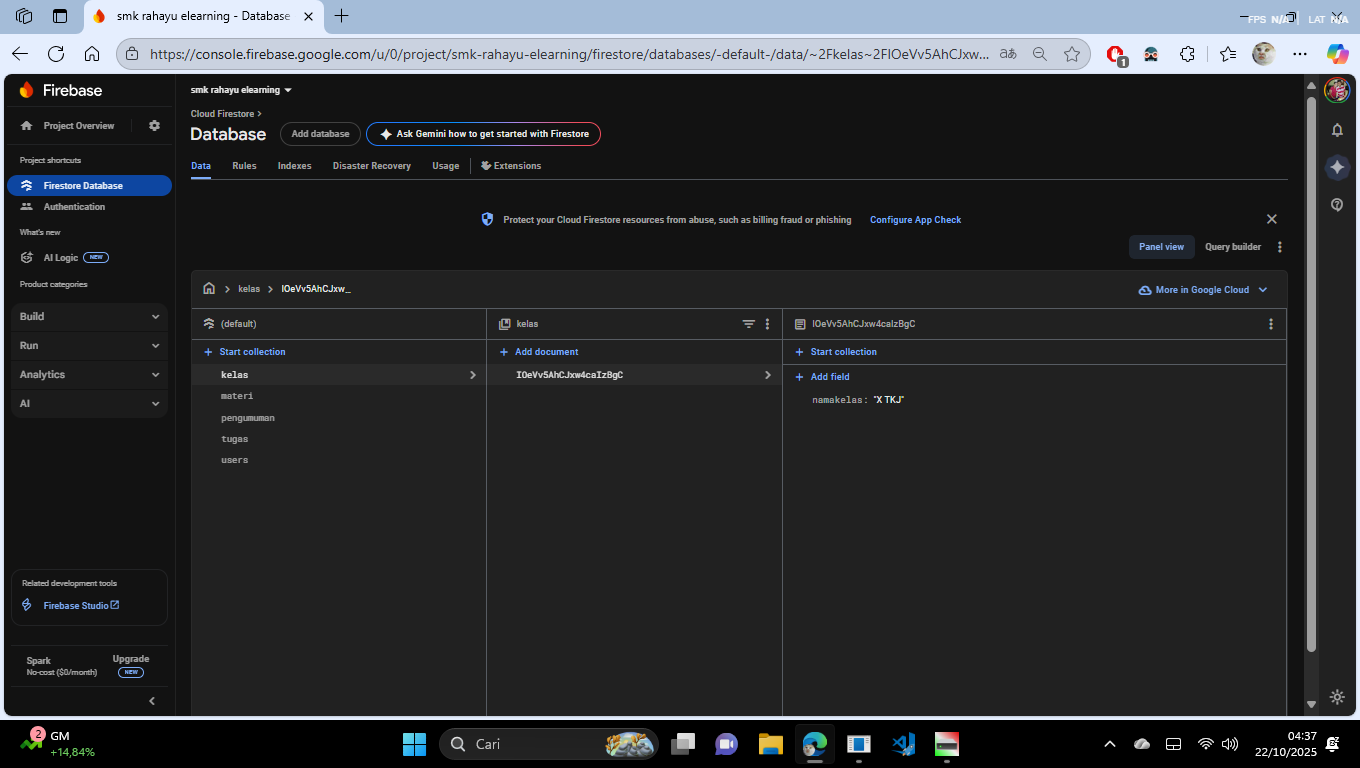 smk rahayu elearning - Database
FPS N/A LAT N/A
https://console.firebase.google.com/u/0/project/smk-rahayu-elearning/firestore/databases/-default-/data/~2Fkelas~2FIOeVv5AhCJxw...
aあ
1
Firebase
Project Overview
Project shortcuts
Firestore Database
Authentication
What's new
AI Logic NEW
Product categories
Build
Run
Analytics
AI
Related development tools
Firebase Studio
Spark
No-cost ($0/month)
Upgrade
NEW
smk rahayu elearning
Cloud Firestore
Database
Add database
Ask Gemini how to get started with Firestore
Data Rules Indexes Disaster Recovery Usage Extensions
Protect your Cloud Firestore resources from abuse, such as billing fraud or phishing Configure App Check
Panel view Query builder
kelas IOeVv5AhCJxw...
More in Google Cloud
(default)
Start collection
kelas
materi
pengumuman
tugas
users
kelas
Add document
IOeVv5AhCJxw4caIzBgC
IOeVv5AhCJxw4caIzBgC
Start collection
Add field
namakelas: "X TKJ"
2
GM
+14,84%
Cari
04:37
22/10/2025